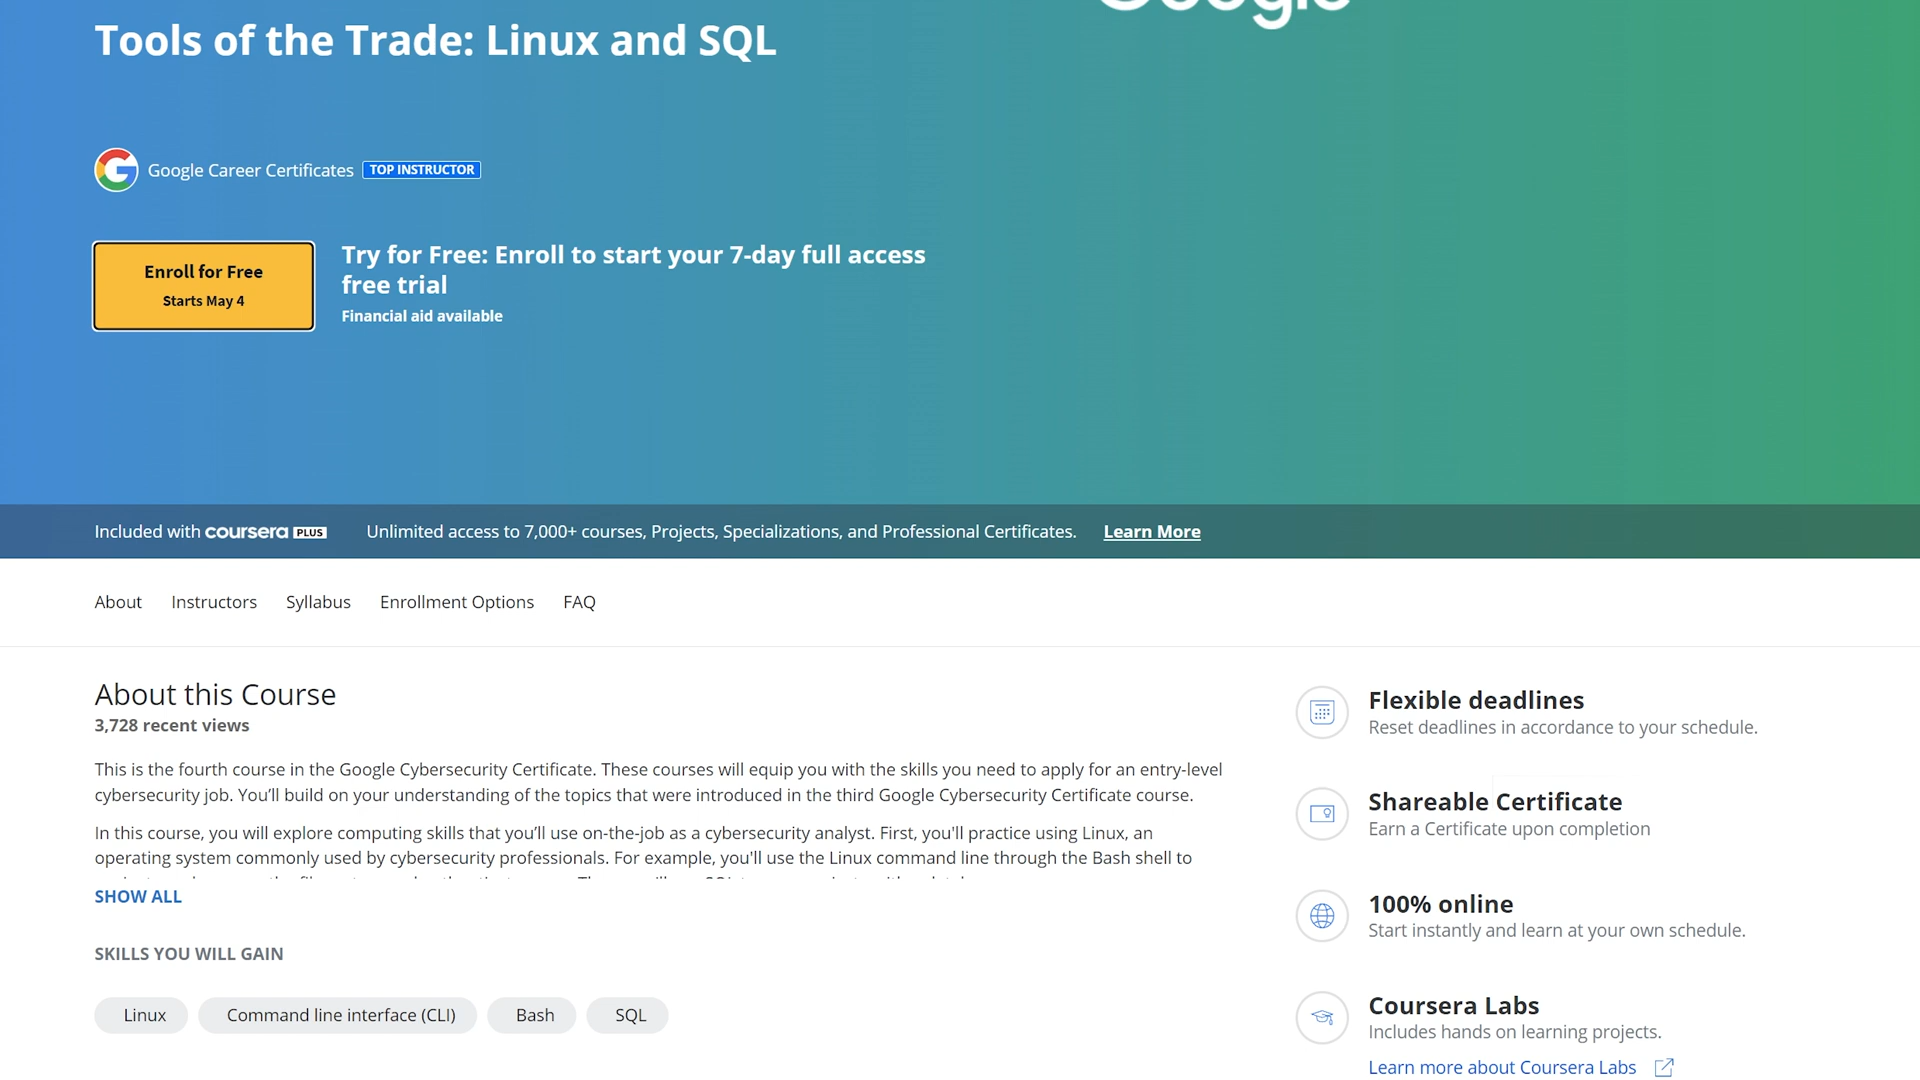 Google
Tools of the Trade: Linux and SQL
Google Career Certificates TOP INSTRUCTOR
Enroll for Free
Starts May 4
Try for Free: Enroll to start your 7-day full access
free trial
Financial aid available
Included with coursera PLUS Unlimited access to 7,000+ courses, Projects, Specializations, and Professional Certificates. Learn More
About Instructors Syllabus Enrollment Options FAQ
About this Course
3,728 recent views
This is the fourth course in the Google Cybersecurity Certificate. These courses will equip you with the skills you need to apply for an entry-level
cybersecurity job. You’ll build on your understanding of the topics that were introduced in the third Google Cybersecurity Certificate course.
In this course, you will explore computing skills that you’ll use on-the-job as a cybersecurity analyst. First, you'll practice using Linux, an
operating system commonly used by cybersecurity professionals. For example, you'll use the Linux command line through the Bash shell to
SHOW ALL
SKILLS YOU WILL GAIN
Linux Command line interface (CLI) Bash SQL
Flexible deadlines
Reset deadlines in accordance to your schedule.
Shareable Certificate
Earn a Certificate upon completion
100% online
Start instantly and learn at your own schedule.
Coursera Labs
Includes hands on learning projects.
Learn more about Coursera Labs